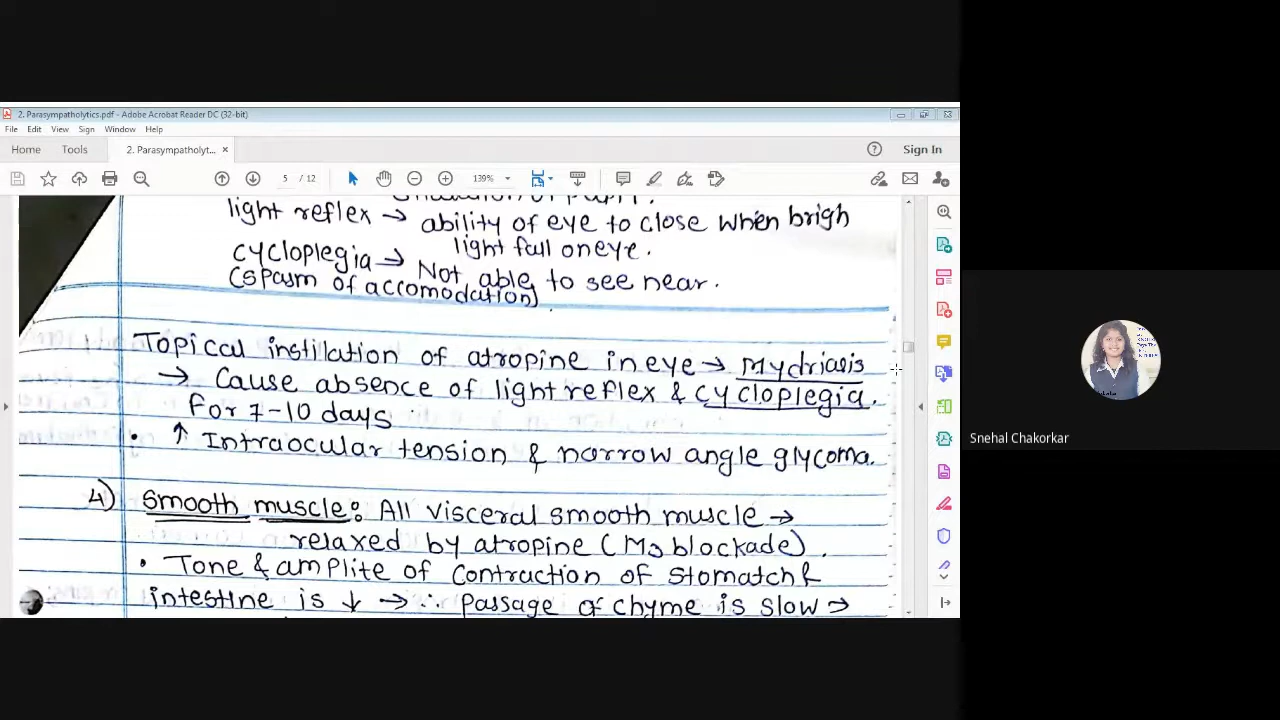 2. Parasympatholytics.pdf - Adobe Acrobat Reader DC (32-bit)
File Edit View Sign Window Help
Home Tools 2. Parasympatholyt... × Sign In
5 / 12 139%
light reflex → ability of eye to close when brigh
light fall on eye.
cycloplegia → Not able to see near.
(spasm of accomodation)
Topical instilation of atropine in eye → Mydriasis
→ Cause absence of light reflex & cycloplegia.
For 7-10 days
• ↑ Intraocular tension & narrow angle glycoma.
4) Smooth muscle: All visceral smooth muscle →
relaxed by atropine (M3 blockade).
• Tone & amplite of contraction of stomatch &
intestine is ↓ → ∴ passage of chyme is slow →
Snehal Chakorkar